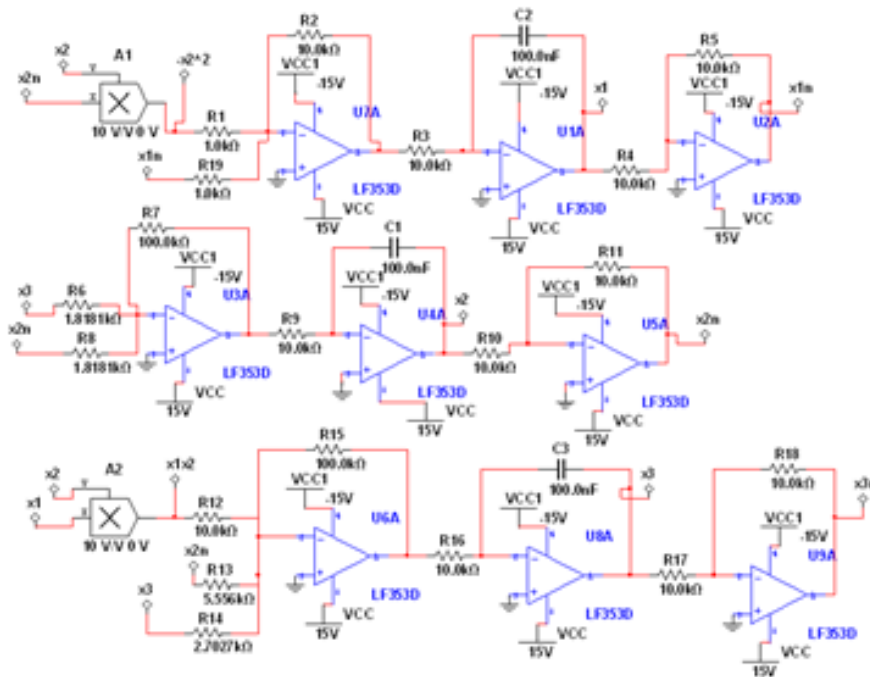 x2
A1
-x2^2
x2n
Y
X
10 V/V 0 V
R1
1.0kΩ
x1n
R19
1.0kΩ
R2
10.0kΩ
VCC1
-15V
U7A
LF353D
VCC
15V
R3
10.0kΩ
C2
100.0nF
VCC1
-15V
x1
U1A
LF353D
VCC
15V
R4
10.0kΩ
R5
10.0kΩ
VCC1
-15V
x1n
U2A
LF353D
VCC
15V
R7
100.0kΩ
x3
R6
1.8181kΩ
x2n
R8
1.8181kΩ
VCC1
-15V
U3A
LF353D
VCC
15V
R9
10.0kΩ
C1
100.0nF
VCC1
-15V
x2
U4A
LF353D
VCC
15V
R10
10.0kΩ
R11
10.0kΩ
VCC1
-15V
x2n
U5A
LF353D
VCC
15V
A2
x2
x1
Y
X
10 V/V 0 V
x1x2
R12
10.0kΩ
x2n
R13
5.556kΩ
x3
R14
2.7027kΩ
R15
100.0kΩ
VCC1
-15V
U6A
LF353D
VCC
15V
R16
10.0kΩ
C3
100.0nF
VCC1
-15V
x3
U8A
LF353D
VCC
15V
R17
10.0kΩ
R18
10.0kΩ
VCC1
-15V
U9A
LF353D
VCC
15V